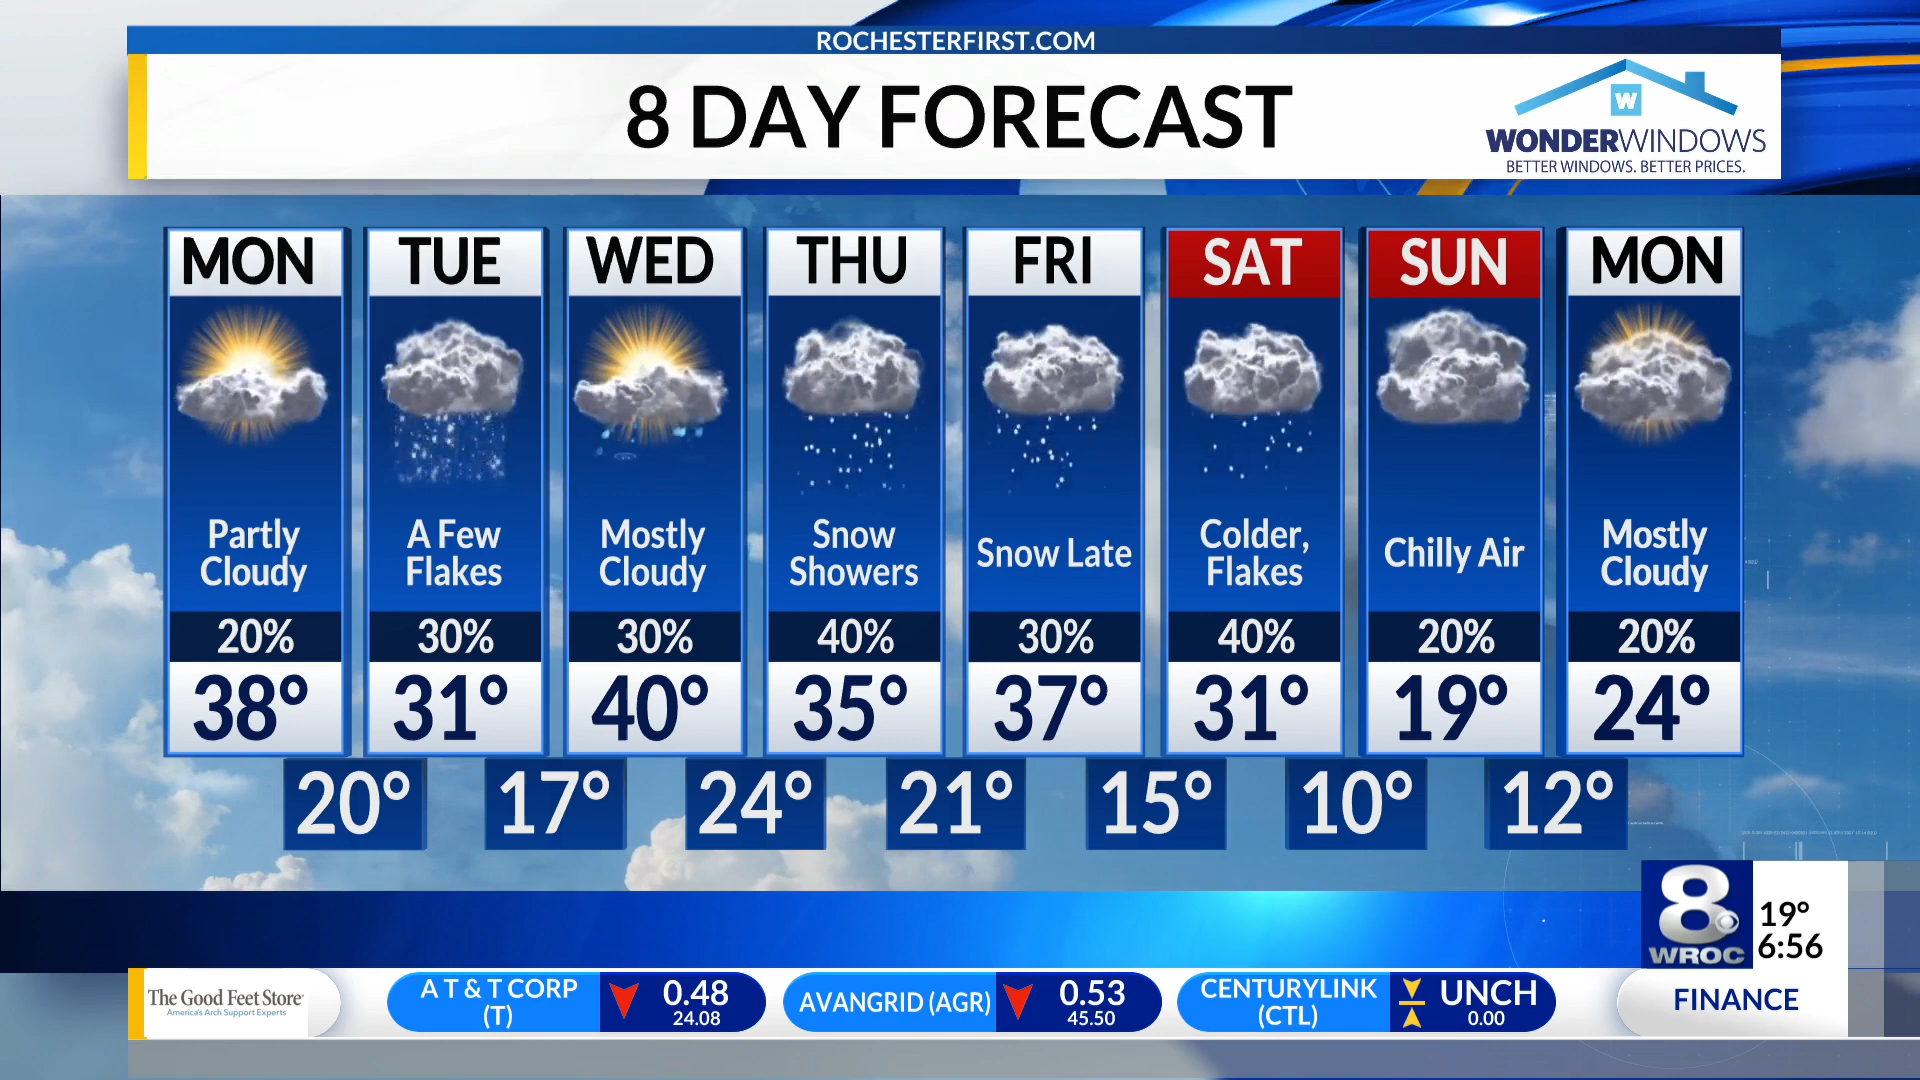 ROCHESTERFIRST.COM
8 DAY FORECAST
W
WONDERWINDOWS
BETTER WINDOWS. BETTER PRICES.
MON TUE WED THU FRI SAT SUN MON
Partly
Cloudy
A Few
Flakes
Mostly
Cloudy
Snow
Showers
Snow Late
Colder,
Flakes
Chilly Air
Mostly
Cloudy
20% 30% 30% 40% 30% 40% 20% 20%
38° 31° 40° 35° 37° 31° 19° 24°
20° 17° 24° 21° 15° 10° 12°
8
WROC
19°
6:56
The Good Feet Store
America's Arch Support Experts
A T & T CORP
(T)
0.48
24.08
AVANGRID (AGR)
0.53
45.50
CENTURYLINK
(CTL)
UNCH
0.00
FINANCE